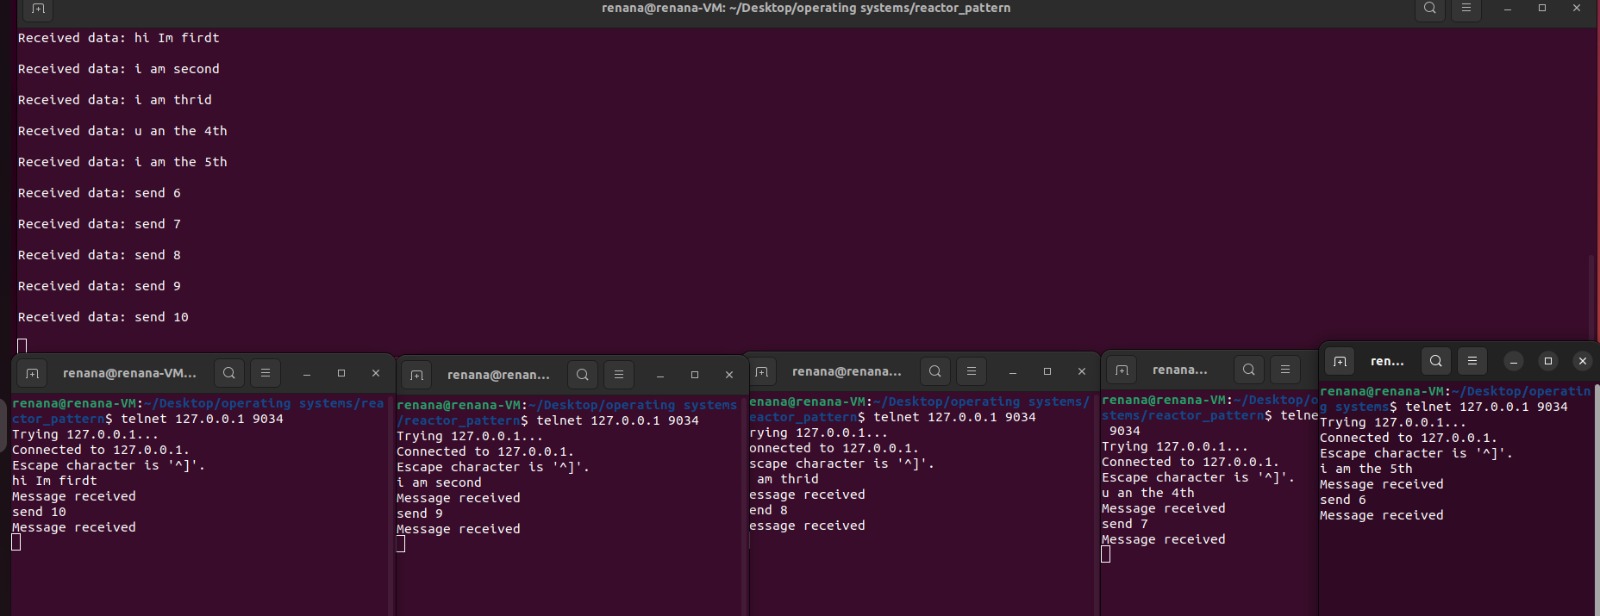 renana@renana-VM: ~/Desktop/operating systems/reactor_pattern
Received data: hi Im firdt
Received data: i am second
Received data: i am thrid
Received data: u an the 4th
Received data: i am the 5th
Received data: send 6
Received data: send 7
Received data: send 8
Received data: send 9
Received data: send 10
renana@renana-VM...
renana@renana-VM:~/Desktop/operating systems/rea
ctor_pattern$ telnet 127.0.0.1 9034
Trying 127.0.0.1...
Connected to 127.0.0.1.
Escape character is '^]'.
hi Im firdt
Message received
send 10
Message received
renana@renan...
renana@renana-VM:~/Desktop/operating systems
/reactor_pattern$ telnet 127.0.0.1 9034
Trying 127.0.0.1...
Connected to 127.0.0.1.
Escape character is '^]'.
i am second
Message received
send 9
Message received
renana@renana...
enana@renana-VM:~/Desktop/operating systems/
eactor_pattern$ telnet 127.0.0.1 9034
rying 127.0.0.1...
onnected to 127.0.0.1.
scape character is '^]'.
am thrid
essage received
end 8
essage received
renana...
renana@renana-VM:~/Desktop/o
stems/reactor_pattern$ telne
9034
Trying 127.0.0.1...
Connected to 127.0.0.1.
Escape character is '^]'.
u an the 4th
Message received
send 7
Message received
ren...
renana@renana-VM:~/Desktop/operatin
g systems$ telnet 127.0.0.1 9034
Trying 127.0.0.1...
Connected to 127.0.0.1.
Escape character is '^]'.
i am the 5th
Message received
send 6
Message received